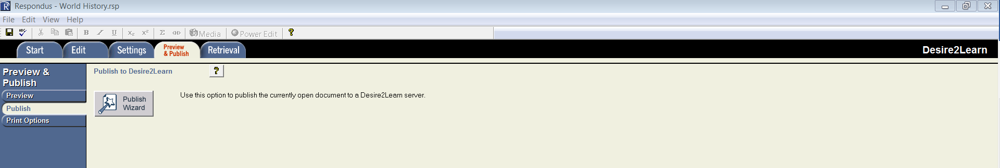 Respondus - World History.rsp
File Edit View Help
ABC B I U X₂ X² Σ <H> Media Power Edit ?
Start Edit Settings Preview & Publish Retrieval Desire2Learn
Preview & Publish
Publish to Desire2Learn ?
Preview
Publish
Print Options
Publish Wizard
Use this option to publish the currently open document to a Desire2Learn server.